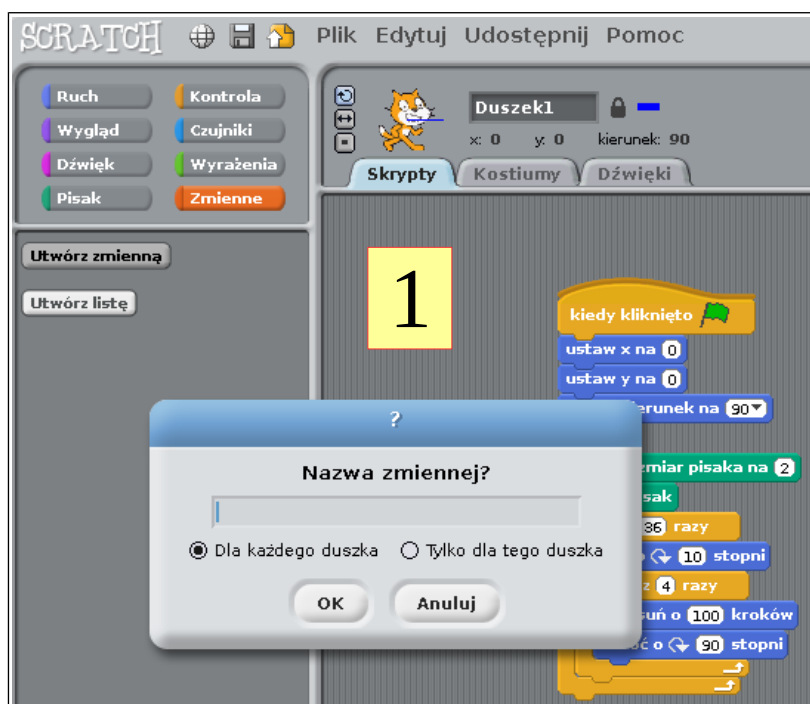 SCRATCH
Plik Edytuj Udostępnij Pomoc
Ruch Kontrola
Wygląd Czujniki
Dźwięk Wyrażenia
Pisak Zmienne
Duszek1
x: 0 y: 0 kierunek: 90
Skrypty Kostiumy Dźwięki
Utwórz zmienną
Utwórz listę
1
kiedy kliknięto
ustaw x na 0
ustaw y na 0
erunek na 90
?
Nazwa zmiennej?
Dla każdego duszka Tylko dla tego duszka
OK Anuluj
zmiar pisaka na 2
sak
36 razy
10 stopni
z 4 razy
uń o 100 kroków
ć o 90 stopni